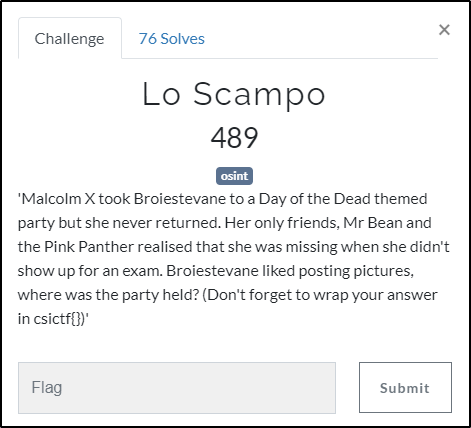 Challenge 76 Solves ×
Lo Scampo
489
osint
'Malcolm X took Broiestevane to a Day of the Dead themed
party but she never returned. Her only friends, Mr Bean and
the Pink Panther realised that she was missing when she didn't
show up for an exam. Broiestevane liked posting pictures,
where was the party held? (Don't forget to wrap your answer
in csictf{})'
Flag Submit